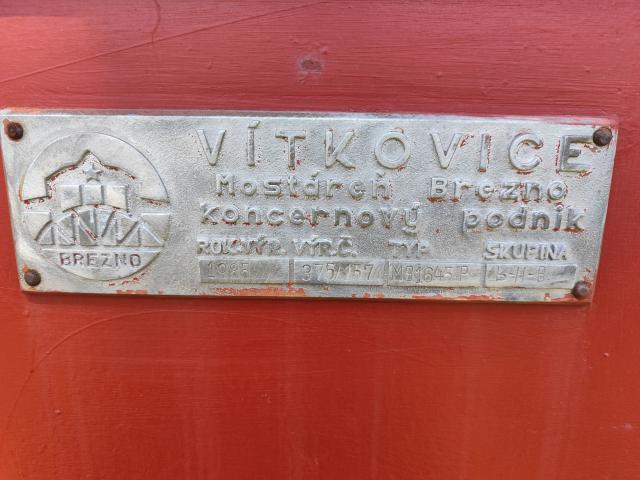 VÍTKOVICE
Mostáreň Brezno
koncernový podnik
BREZNO
ROK VÝR. VÝR.Č. TYP SKUPINA
1985 375/157